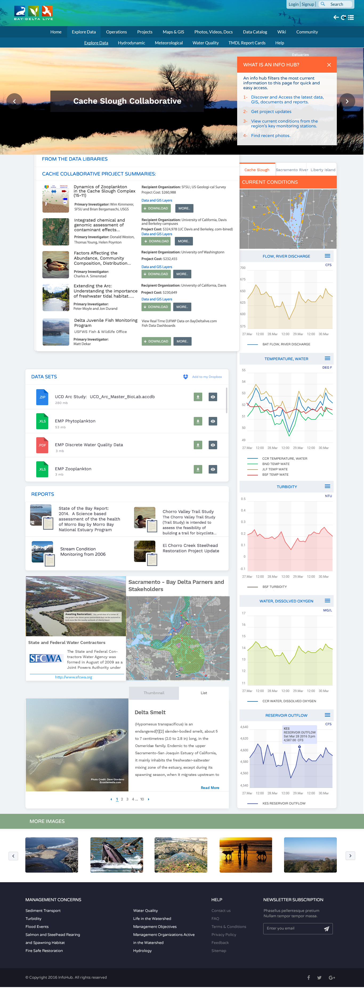 Login | Signup |
Search
BAY-DELTA LIVE
Home
Explore Data
Operations
Projects
Maps & GIS
Photos, Videos, Docs
Data Catalog
Wiki
Community
Explore Data
Hydrodynamic
Meteorological
Water Quality
TMDL Report Cards
Help
Estuaries
Cache Slough Collaborative
WHAT IS AN INFO HUB?
An info hub filters the most current
information to this page for quick and
easy access.
1- Discover and Access the latest data,
GIS, documents and reports.
2- Get project updates
3- View current conditions from the
region's key monitoring stations.
4- Find recent photos.
FROM THE DATA LIBRARIES
CACHE COLLABORATIVE PROJECT SUMMARIES:
Dynamics of Zooplankton
in the Cache Slough Complex
(15-11)
Primary Investigator: Wim Kimmerer,
SFSU and Brian Bergamaschi, USGS
Recipient Organization: SFSU.; US Geologi-cal Survey
Project Cost: $260,988
Data and GIS Layers
DOWNLOAD
MORE..
Integrated chemical and
genomic assessment of
contaminant effects...
Primary Investigator: Donald Weston,
Thomas Young, Helen Poynton
Recipient Organization: University of California, Davis
and Berkeley campuses
Project Cost: $324,978 (UC Davis and Berkeley, com-bined)
Data and GIS Layers
DOWNLOAD
MORE..
Factors Affecting the
Abundance, Community
Composition, Distribution...
Primary Investigator:
Charles A. Simenstad
Recipient Organization: University onf Washingtonn
Project Cost: $232,455
Data and GIS Layers
DOWNLOAD
MORE..
Extending the Arc:
Understanding the importance
of freshwater tidal habitat.....
Primary Investigator:
Peter Moyle and Jon Durand
Recipient Organization: University of California, Davis
Project Cost: $230,649
Data and GIS Layers
DOWNLOAD
MORE..
Delta Juvenile Fish Monitoring
Program
USFWS Fish & Wildlife Office
Primary Investigator:
Matt Dekar
View Real Time DJFMP Data on BayDeltalive.com
Fish Data Dashboards
DOWNLOAD
MORE..
DATA SETS
Add to my Dropbox
.ZIP
UCD Arc Study: UCD_Arc_Master_BioLab.accdb
280 mb
.XLS
EMP Phytoplankton
53 mb
.PDF
EMP Discrete Water Quality Data
3 mb
.XLS
EMP Zooplankton
3 mb
REPORTS
State of the Bay Report:
2014. A Science based
assessment of the the health
of Morro Bay by Morro Bay
National Estuary Program
Chorro Valley Trail Study
The Chorro Valley Trail Study
(Trail Study) is intended to
assess the feasibility of
building a trail for bicyclists...
Stream Condition
Monitoring from 2006
El Chorro Creek Steelhead
Restoration Project Update
Awaiting Restoration: This aerial view of a corner of
the project site shows green pastureland that can be restored to
look more like the nearby wetlands of Liberty Island.
State and Federal Water Contractors
SFCWA
The State and Federal Con-
tractors Water Agency was
formed in August of 2009 as a
Joint Powers Authority under
http://www.sfcwa.org
Sacramento - Bay Delta Parners and
Stakeholders
Thumbnnail
List
Photo Credit: Dave Giordano
Ecositemedia.com
Delta Smelt
(Hypomesus transpacificus) is an
endangered[1][2] slender-bodied smelt, about 5
to 7 centimetres (2.0 to 2.8 in) long, in the
Osmeridae family. Endemic to the upper
Sacramento-San Joaquin Estuary of California,
it mainly inhabits the freshwater-saltwater
mixing zone of the estuary, except during its
spawning season, when it migrates upstream to
Read More
1 2 3 4 ... 10
Cache Slough
Sacramento River
Liberty Island
CURRENT CONDITIONS
FLOW, RIVER DISCHARGE
CFS
700
675
650
625
600
575
27.Mar 12:00 28.Mar 12:00 29.Mar 12:00 30.Mar
BAT FLOW, RIVER DISCHARGE
TEMPERATURE, WATER
DEG F
55
54
53
52
51
50
49
27.Mar 12:00 28.Mar 12:00 29.Mar 12:00 30.Mar
CCR TEMPERATURE, WATER
BND TEMP WATE
JLF TEMP WATE
BSF TEMP WATE
TURBIDITY
NTU
0.5
0.4
0.3
0.2
0.1
0
-0.1
27.Mar 12:00 28.Mar 12:00 29.Mar 12:00 30.Mar
BSF TURBIDITY
WATER, DISSOLVED OXYGEN
MG/L
17
16
15
14
13
12
11
27.Mar 12:00 28.Mar 12:00 29.Mar 12:00 30.Mar
CCR WATER, DISSOLVED OXYGEN
RESERVOIR OUTFLOW
CFS
4,640
4,620
4,600
4,580
4,560
4,540
KES
RESERVOIR OUTFLOW
Sat Mar 28 2016 3:pm
4,587.00 CFS
27.Mar 12:00 28.Mar 12:00 29.Mar 12:00 30.Mar
KES RESERVOIR OUTFLOW
MORE IMAGES
MANAGEMENT CONCERNS
Sediment Transport
Turbidity
Flood Events
Salmon and Steelhead Rearing
and Spawning Habitat
Fire Safe Restoration
Water Quality
Life in the Watershed
Management Objectives
Management Organizations Active
in the Watershed
Hydrology
HELP
Contact us
FAQ
Terms & Conditions
Privacy Policy
Feedback
Sitemap
NEWSLETTER SUBSCRIPTION
Phasellus pellentesque pretium
Nullam tempor tempor massa.
Enter you email
© Copyright 2016 InfoHub. All rights reserved